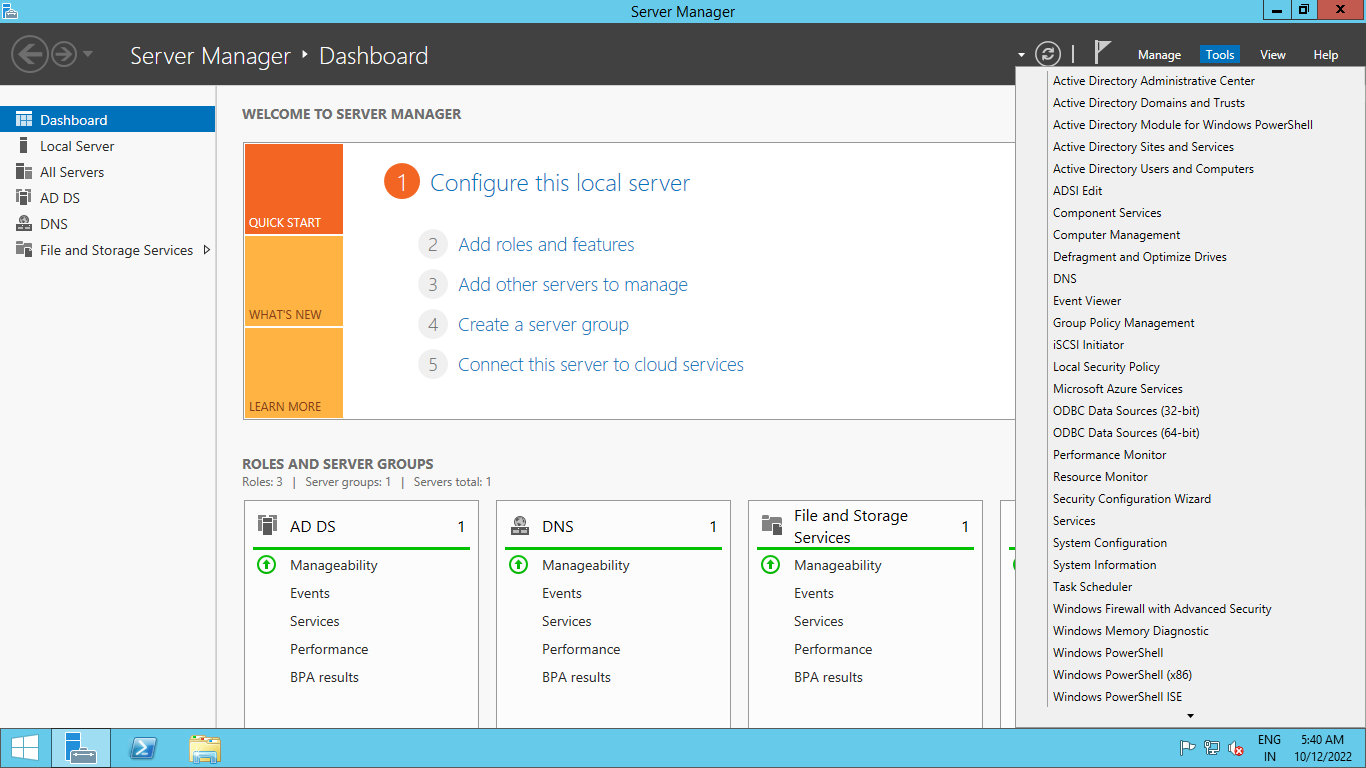 Server Manager
Server Manager ‣ Dashboard
Manage
Tools
View
Help
Dashboard
Local Server
All Servers
AD DS
DNS
File and Storage Services
WELCOME TO SERVER MANAGER
QUICK START
WHAT'S NEW
LEARN MORE
1 Configure this local server
2 Add roles and features
3 Add other servers to manage
4 Create a server group
5 Connect this server to cloud services
ROLES AND SERVER GROUPS
Roles: 3 | Server groups: 1 | Servers total: 1
AD DS 1
Manageability
Events
Services
Performance
BPA results
DNS 1
Manageability
Events
Services
Performance
BPA results
File and Storage
Services 1
Manageability
Events
Services
Performance
BPA results
Active Directory Administrative Center
Active Directory Domains and Trusts
Active Directory Module for Windows PowerShell
Active Directory Sites and Services
Active Directory Users and Computers
ADSI Edit
Component Services
Computer Management
Defragment and Optimize Drives
DNS
Event Viewer
Group Policy Management
iSCSI Initiator
Local Security Policy
Microsoft Azure Services
ODBC Data Sources (32-bit)
ODBC Data Sources (64-bit)
Performance Monitor
Resource Monitor
Security Configuration Wizard
Services
System Configuration
System Information
Task Scheduler
Windows Firewall with Advanced Security
Windows Memory Diagnostic
Windows PowerShell
Windows PowerShell (x86)
Windows PowerShell ISE
ENG
IN
5:40 AM
10/12/2022